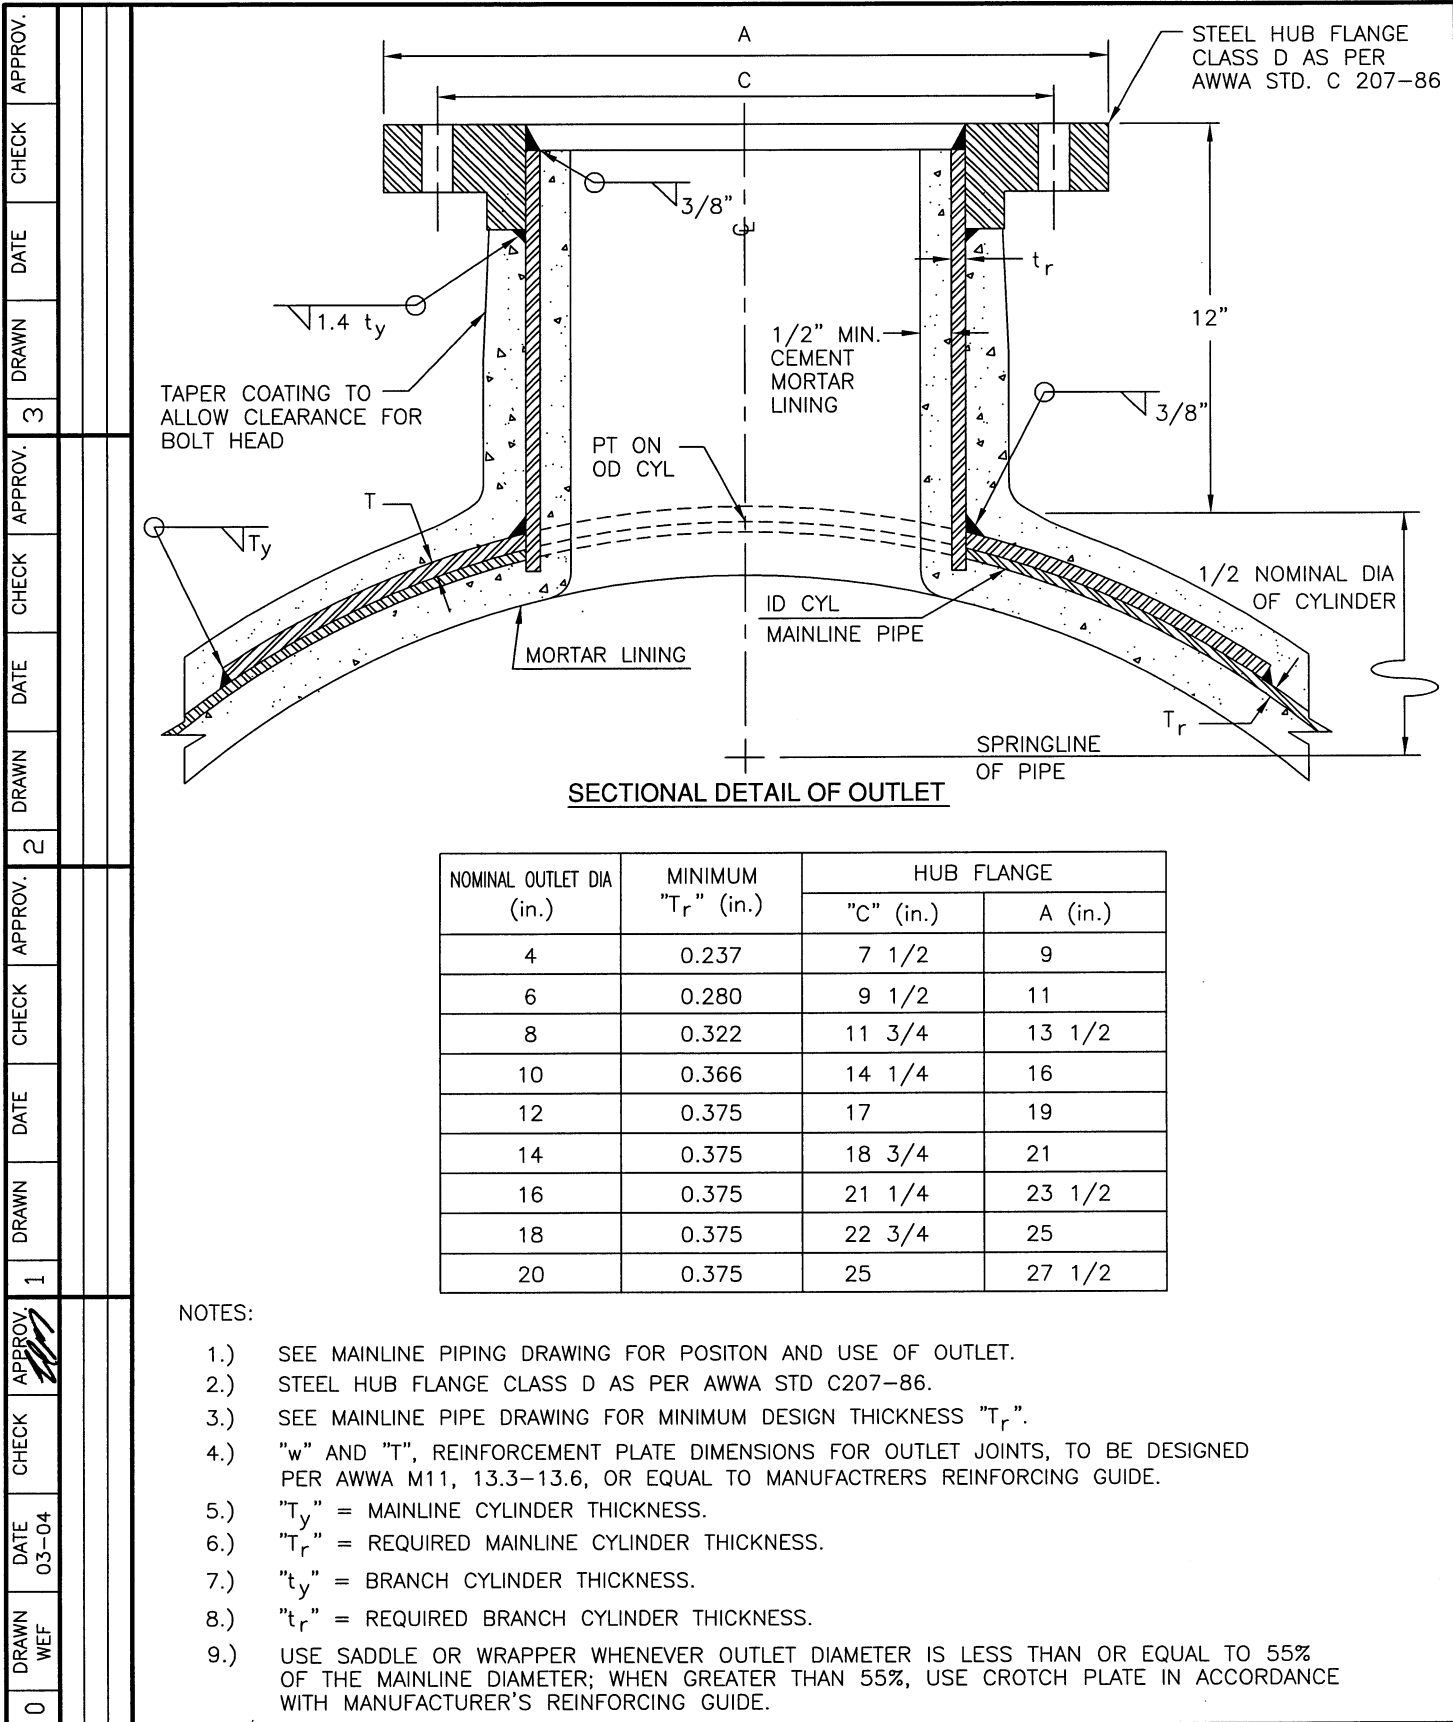 A
STEEL HUB FLANGE
CLASS D AS PER
AWWA STD. C 207-86
C
3/8"
℄
tr
1.4 ty
12"
1/2" MIN.
CEMENT
MORTAR
LINING
TAPER COATING TO
ALLOW CLEARANCE FOR
BOLT HEAD
3/8"
PT ON
OD CYL
T
Ty
1/2 NOMINAL DIA
OF CYLINDER
ID CYL
MAINLINE PIPE
MORTAR LINING
Tr
SPRINGLINE
OF PIPE
SECTIONAL DETAIL OF OUTLET
NOMINAL OUTLET DIA (in.) MINIMUM "Tr" (in.) HUB FLANGE
"C" (in.) A (in.)
4 0.237 7 1/2 9
6 0.280 9 1/2 11
8 0.322 11 3/4 13 1/2
10 0.366 14 1/4 16
12 0.375 17 19
14 0.375 18 3/4 21
16 0.375 21 1/4 23 1/2
18 0.375 22 3/4 25
20 0.375 25 27 1/2
NOTES:
1.) SEE MAINLINE PIPING DRAWING FOR POSITON AND USE OF OUTLET.
2.) STEEL HUB FLANGE CLASS D AS PER AWWA STD C207-86.
3.) SEE MAINLINE PIPE DRAWING FOR MINIMUM DESIGN THICKNESS "Tr".
4.) "w" AND "T", REINFORCEMENT PLATE DIMENSIONS FOR OUTLET JOINTS, TO BE DESIGNED
PER AWWA M11, 13.3-13.6, OR EQUAL TO MANUFACTRERS REINFORCING GUIDE.
5.) "Ty" = MAINLINE CYLINDER THICKNESS.
6.) "Tr" = REQUIRED MAINLINE CYLINDER THICKNESS.
7.) "ty" = BRANCH CYLINDER THICKNESS.
8.) "tr" = REQUIRED BRANCH CYLINDER THICKNESS.
9.) USE SADDLE OR WRAPPER WHENEVER OUTLET DIAMETER IS LESS THAN OR EQUAL TO 55%
OF THE MAINLINE DIAMETER; WHEN GREATER THAN 55%, USE CROTCH PLATE IN ACCORDANCE
WITH MANUFACTURER'S REINFORCING GUIDE.
0 DRAWN WEF DATE 03-04 CHECK APPROV.
1 DRAWN DATE CHECK APPROV.
2 DRAWN DATE CHECK APPROV.
3 DRAWN DATE CHECK APPROV.